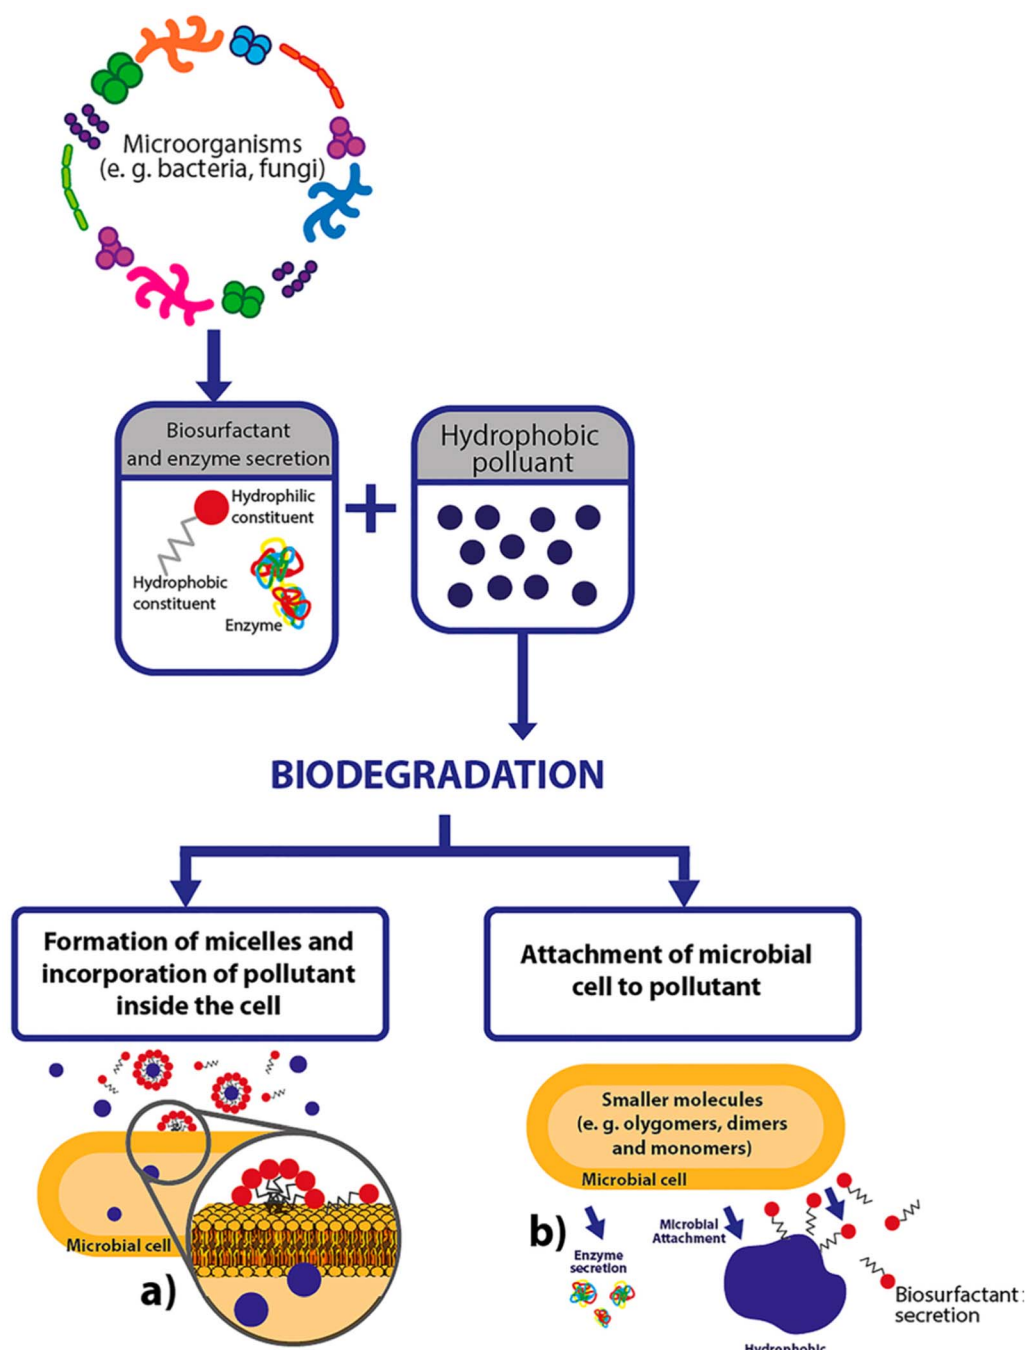 Microorganisms
(e. g. bacteria, fungi)
Biosurfactant
and enzyme secretion
Hydrophilic
constituent
Hydrophobic
constituent
Enzyme
+
Hydrophobic
polluant
BIODEGRADATION
Formation of micelles and
incorporation of pollutant
inside the cell
Attachment of microbial
cell to pollutant
Microbial cell
a)
Smaller molecules
(e. g. olygomers, dimers
and monomers)
Microbial cell
b)
Enzyme
secretion
Microbial
Attachment
Biosurfactant
secretion
Hydrophobic